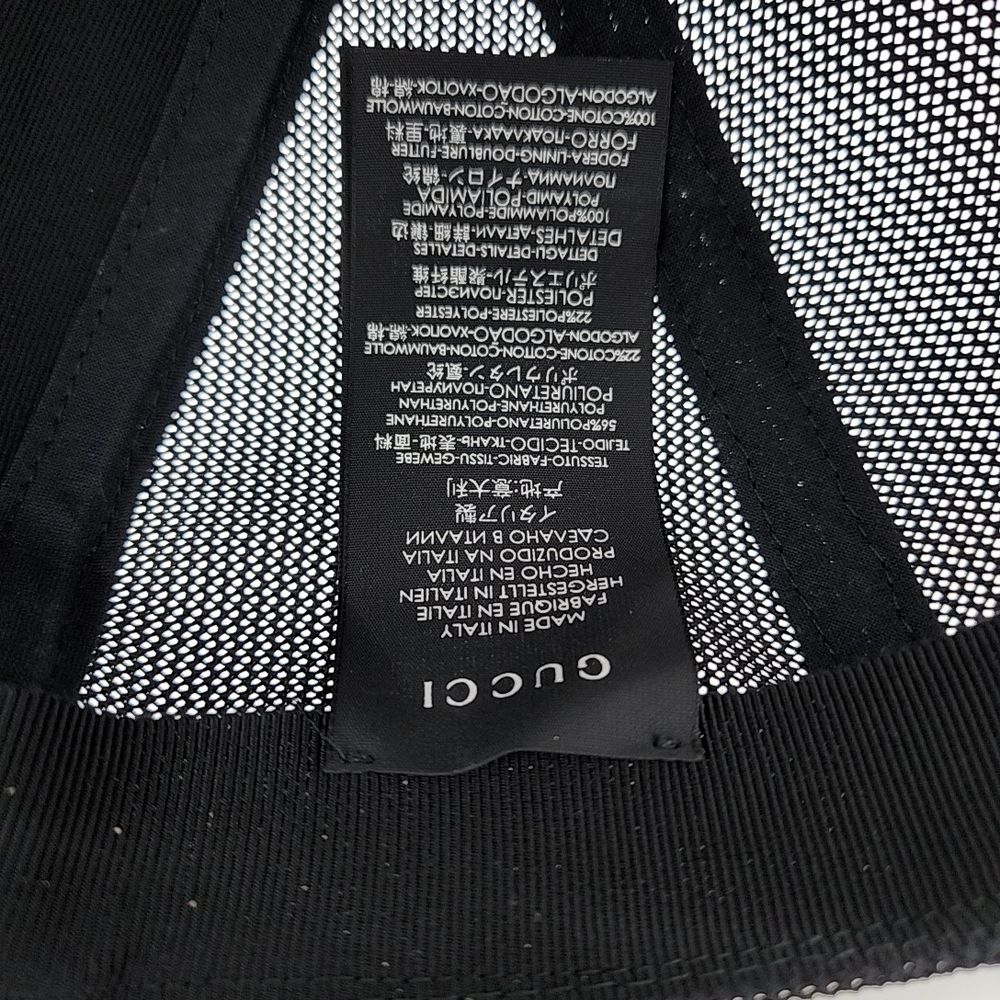 GUCCI
MADE IN ITALY
FABRIQUE EN ITALIE
HERGESTELLT IN ITALIEN
HECHO EN ITALIA
PRODUZIDO NA ITALIA
СДЕЛАНО В ИТАЛИИ
イタリア製
产地:意大利
TESSUTO-FABRIC-TISSU-GEWEBE
TEJIDO-TECIDO-ТКАНЬ-表地-面料
56%POLIURETANO-POLYURETHANE
POLYURETHAN-POLYURETHAN
POLIURETANO-ПОЛИУРЕТАН
ポリウレタン-氨纶
22%COTONE-COTTON-COTON-BAUMWOLLE
ALGODON-ALGODÃO-ХЛОПОК-綿-棉
22%POLIESTERE-POLYESTER
POLIESTER-ПОЛИЭСТЕР
ポリエステル-聚酯纤维
DETTAGLI-DETAILS-DETALLES
DETALHES-ДЕТАЛИ-詳細-镶边
100%POLIAMMIDE-POLYAMIDE
POLYAMID-POLIAMIDA
ПОЛИАМИД-ナイロン-锦纶
FODERA-LINING-DOUBLURE-FUTTER
FORRO-ПОДКЛАДКА-裏地-里料
100%COTONE-COTTON-COTON-BAUMWOLLE
ALGODON-ALGODÃO-ХЛОПОК-綿-棉